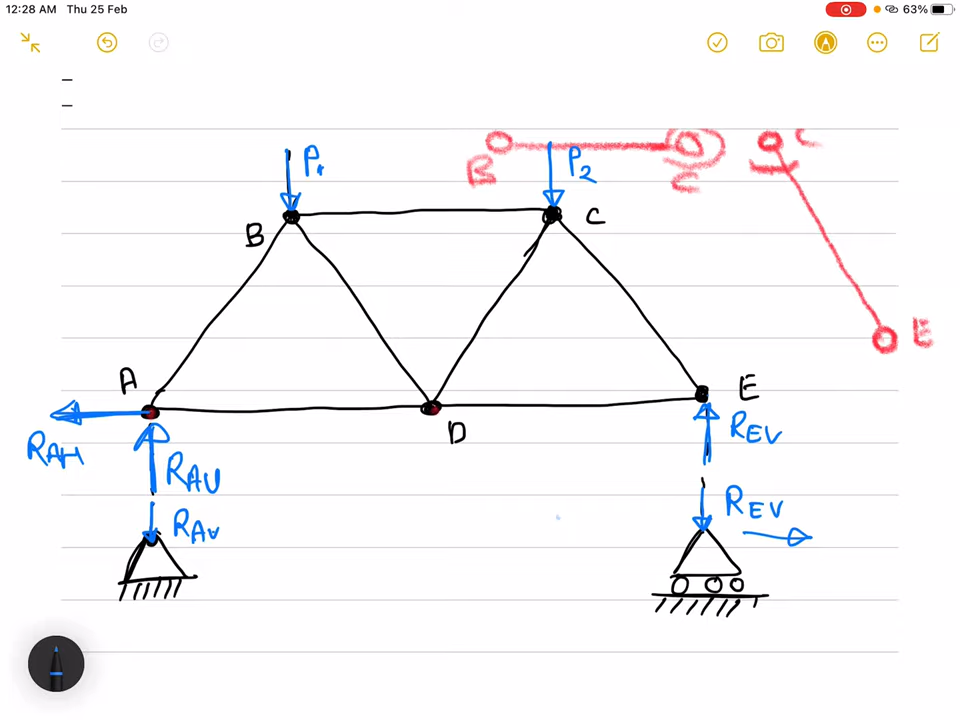 12:28 AM Thu 25 Feb
63%
P1
P2
B
C
C
E
B
C
A
E
D
RAH
RAV
RAV
REV
REV